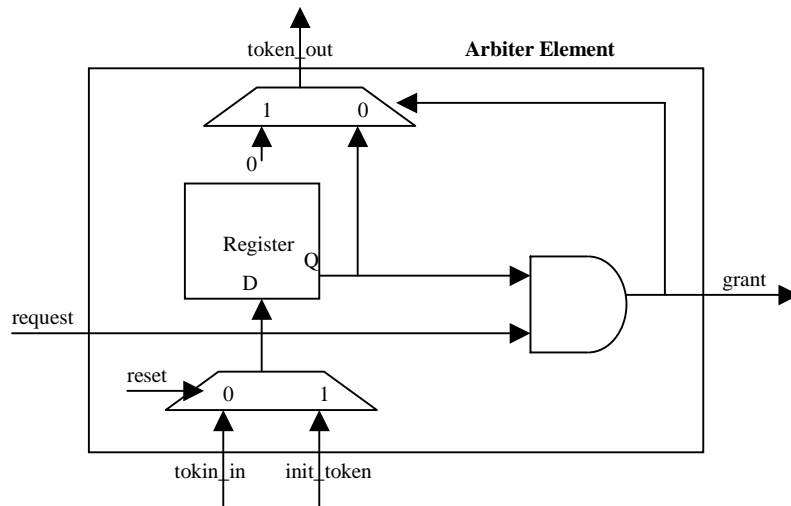 token_out
Arbiter Element
1 0
0
Register
Q
D
grant
request
reset
0 1
tokin_in init_token